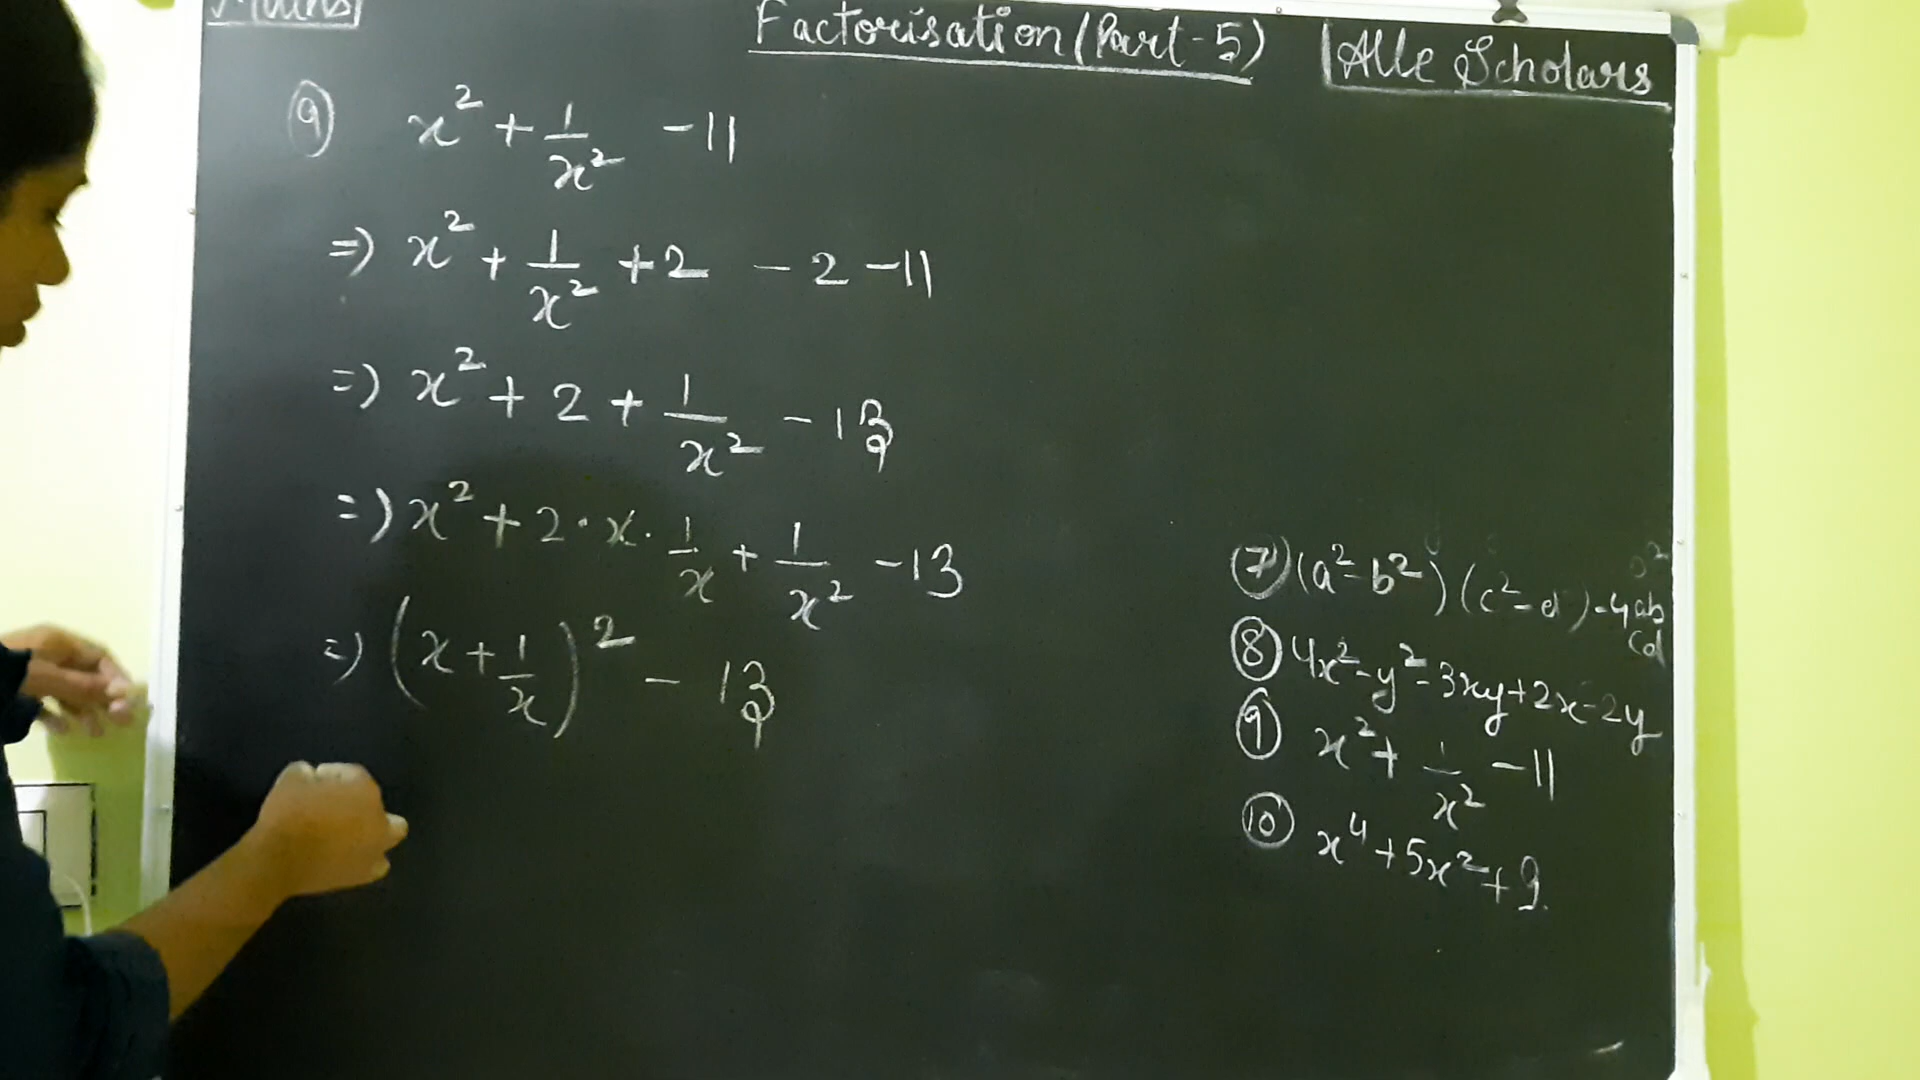 Maths
Factorisation (Part-5)
Alle Scholars
⑨ x² + 1/x² - 11
⇒) x² + 1/x² + 2 - 2 - 11
=) x² + 2 + 1/x² - 13
=) x² + 2·x·1/x + 1/x² - 13
=) (x + 1/x)² - 13
⑦ (a² - b²)(c² - d²) - 4ab
cd
⑧ 4x² - y² - 3xy + 2x - 2y
⑨ x² + 1/x² - 11
⑩ x⁴ + 5x² + 9.